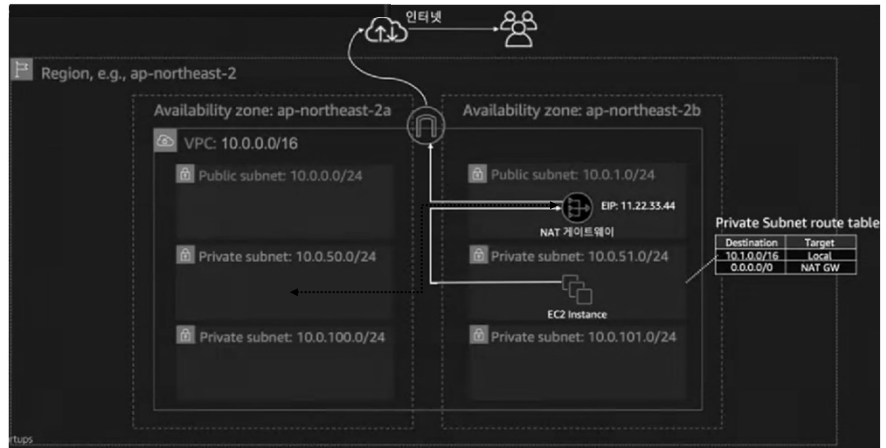 인터넷
Region, e.g., ap-northeast-2
Availability zone: ap-northeast-2a
Availability zone: ap-northeast-2b
VPC: 10.0.0.0/16
Public subnet: 10.0.0.0/24
Public subnet: 10.0.1.0/24
EIP: 11.22.33.44
NAT 게이트웨이
Private Subnet route table
Destination Target
10.1.0.0/16 Local
0.0.0.0/0 NAT GW
Private subnet: 10.0.50.0/24
Private subnet: 10.0.51.0/24
EC2 Instance
Private subnet: 10.0.100.0/24
Private subnet: 10.0.101.0/24
rtups